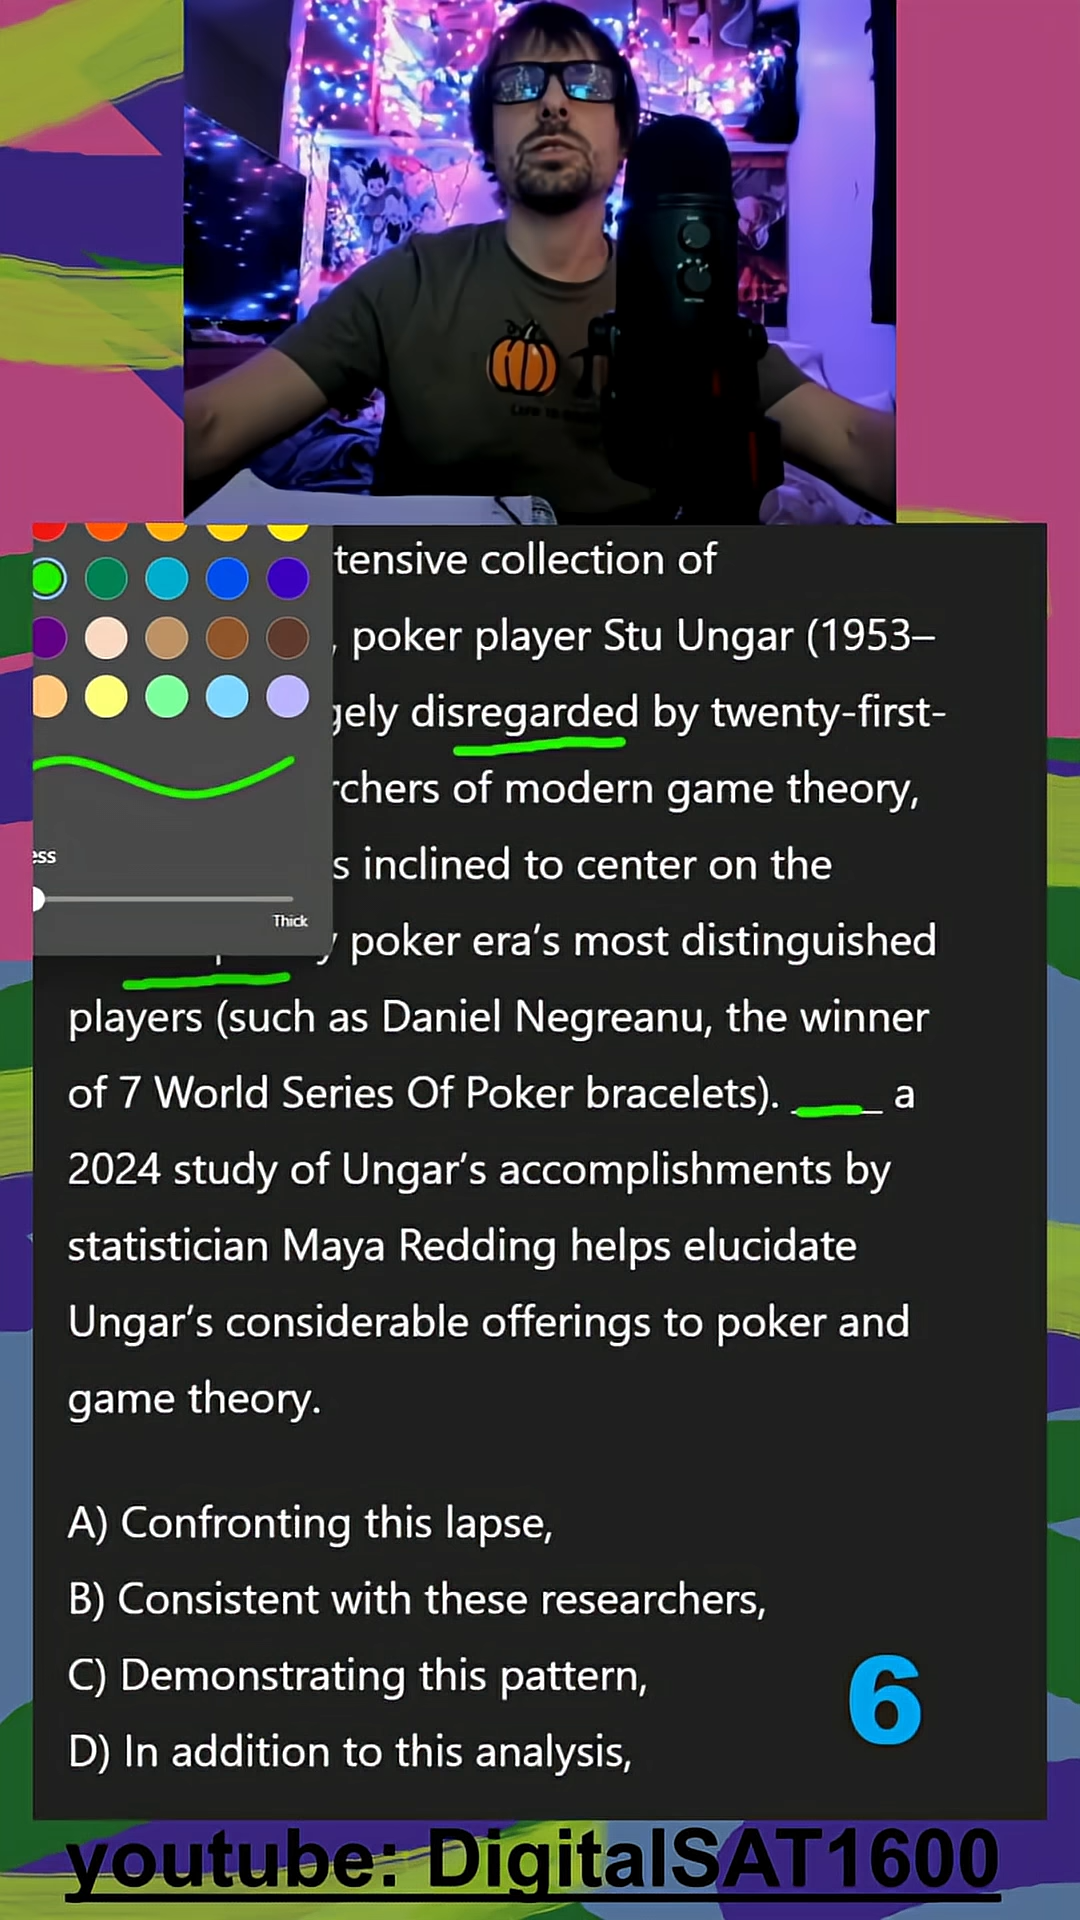 tensive collection of
, poker player Stu Ungar (1953–
gely disregarded by twenty-first-
rchers of modern game theory,
s inclined to center on the
y poker era's most distinguished
players (such as Daniel Negreanu, the winner
of 7 World Series Of Poker bracelets). ____ a
2024 study of Ungar's accomplishments by
statistician Maya Redding helps elucidate
Ungar's considerable offerings to poker and
game theory.
A) Confronting this lapse,
B) Consistent with these researchers,
C) Demonstrating this pattern,
D) In addition to this analysis,
6
ess
Thick
youtube: DigitalSAT1600